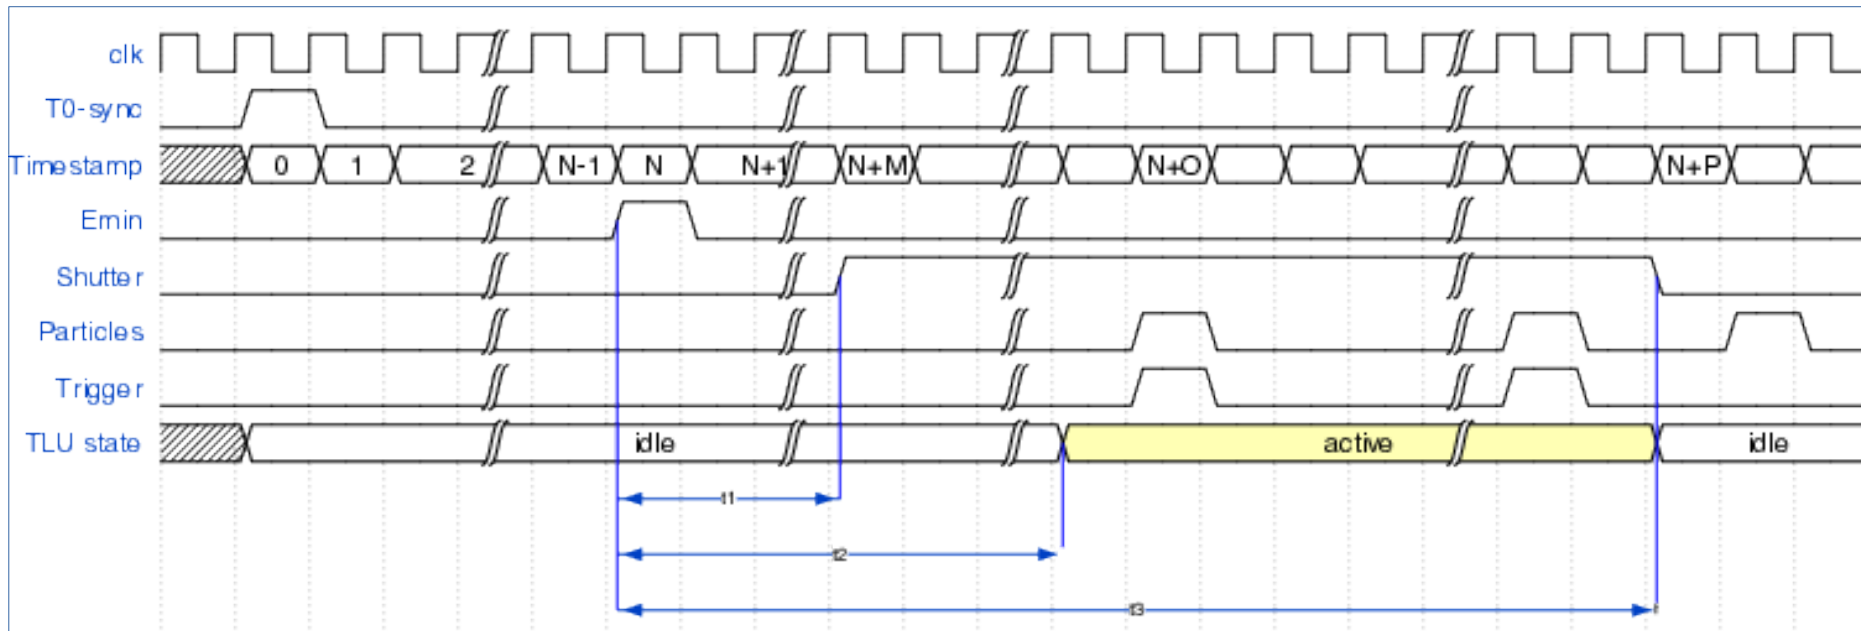 clk
T0-sync
Timestamp 0 1 2 N-1 N N+1 N+M N+O N+P
Emin
Shutter
Particles
Trigger
TLU state idle active idle
t1
t2
t3